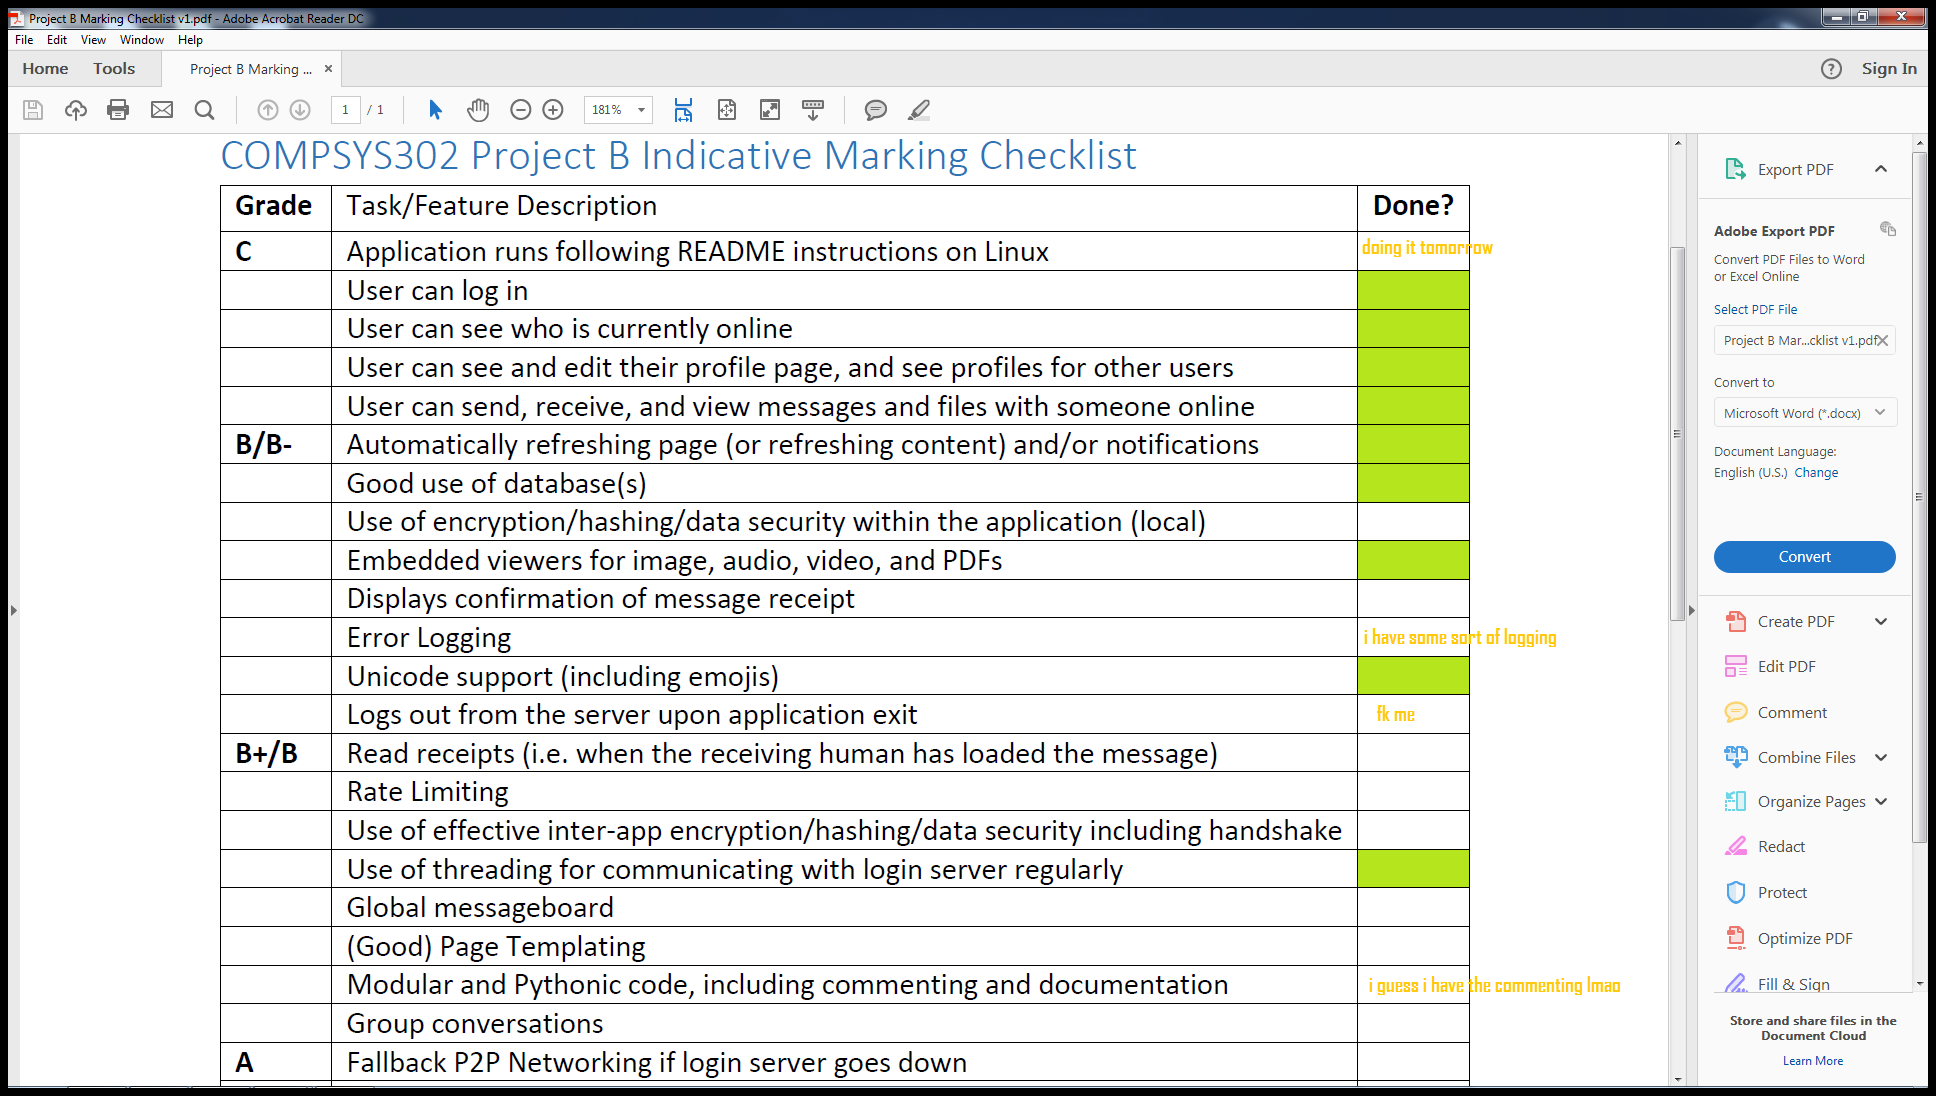 Project B Marking Checklist v1.pdf - Adobe Acrobat Reader DC
File Edit View Window Help
Home Tools Project B Marking ... × Sign In
1 / 1 181%
COMPSYS302 Project B Indicative Marking Checklist
Grade Task/Feature Description Done?
C Application runs following README instructions on Linux doing it tomorrow
User can log in
User can see who is currently online
User can see and edit their profile page, and see profiles for other users
User can send, receive, and view messages and files with someone online
B/B- Automatically refreshing page (or refreshing content) and/or notifications
Good use of database(s)
Use of encryption/hashing/data security within the application (local)
Embedded viewers for image, audio, video, and PDFs
Displays confirmation of message receipt
Error Logging i have some sort of logging
Unicode support (including emojis)
Logs out from the server upon application exit fk me
B+/B Read receipts (i.e. when the receiving human has loaded the message)
Rate Limiting
Use of effective inter-app encryption/hashing/data security including handshake
Use of threading for communicating with login server regularly
Global messageboard
(Good) Page Templating
Modular and Pythonic code, including commenting and documentation i guess i have the commenting lmao
Group conversations
A Fallback P2P Networking if login server goes down
Export PDF
Adobe Export PDF
Convert PDF Files to Word
or Excel Online
Select PDF File
Project B Mar...cklist v1.pdf
Convert to
Microsoft Word (*.docx)
Document Language:
English (U.S.) Change
Convert
Create PDF
Edit PDF
Comment
Combine Files
Organize Pages
Redact
Protect
Optimize PDF
Fill & Sign
Store and share files in the
Document Cloud
Learn More